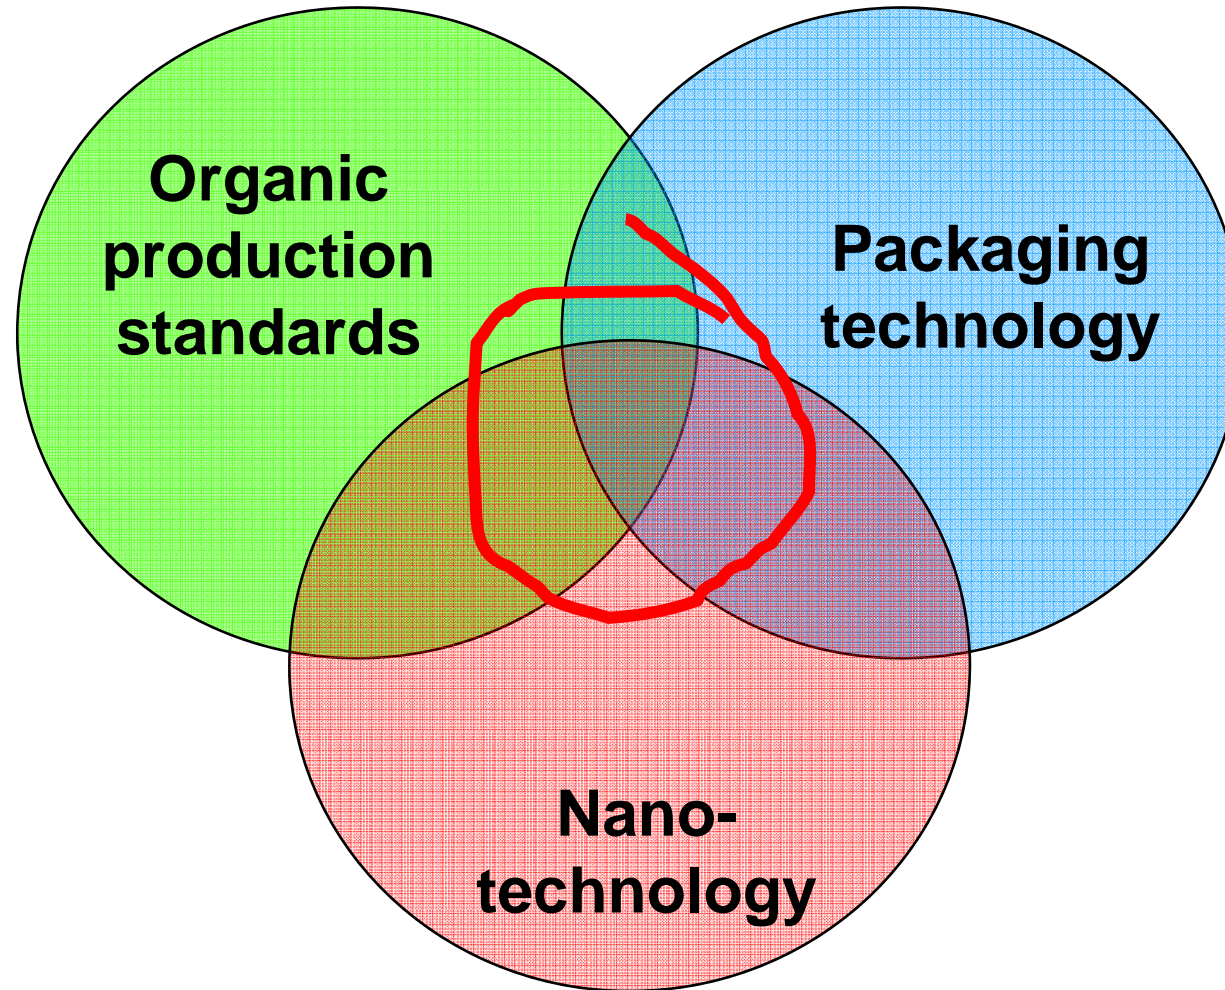 Organic
production
standards
Packaging
technology
Nano-
technology